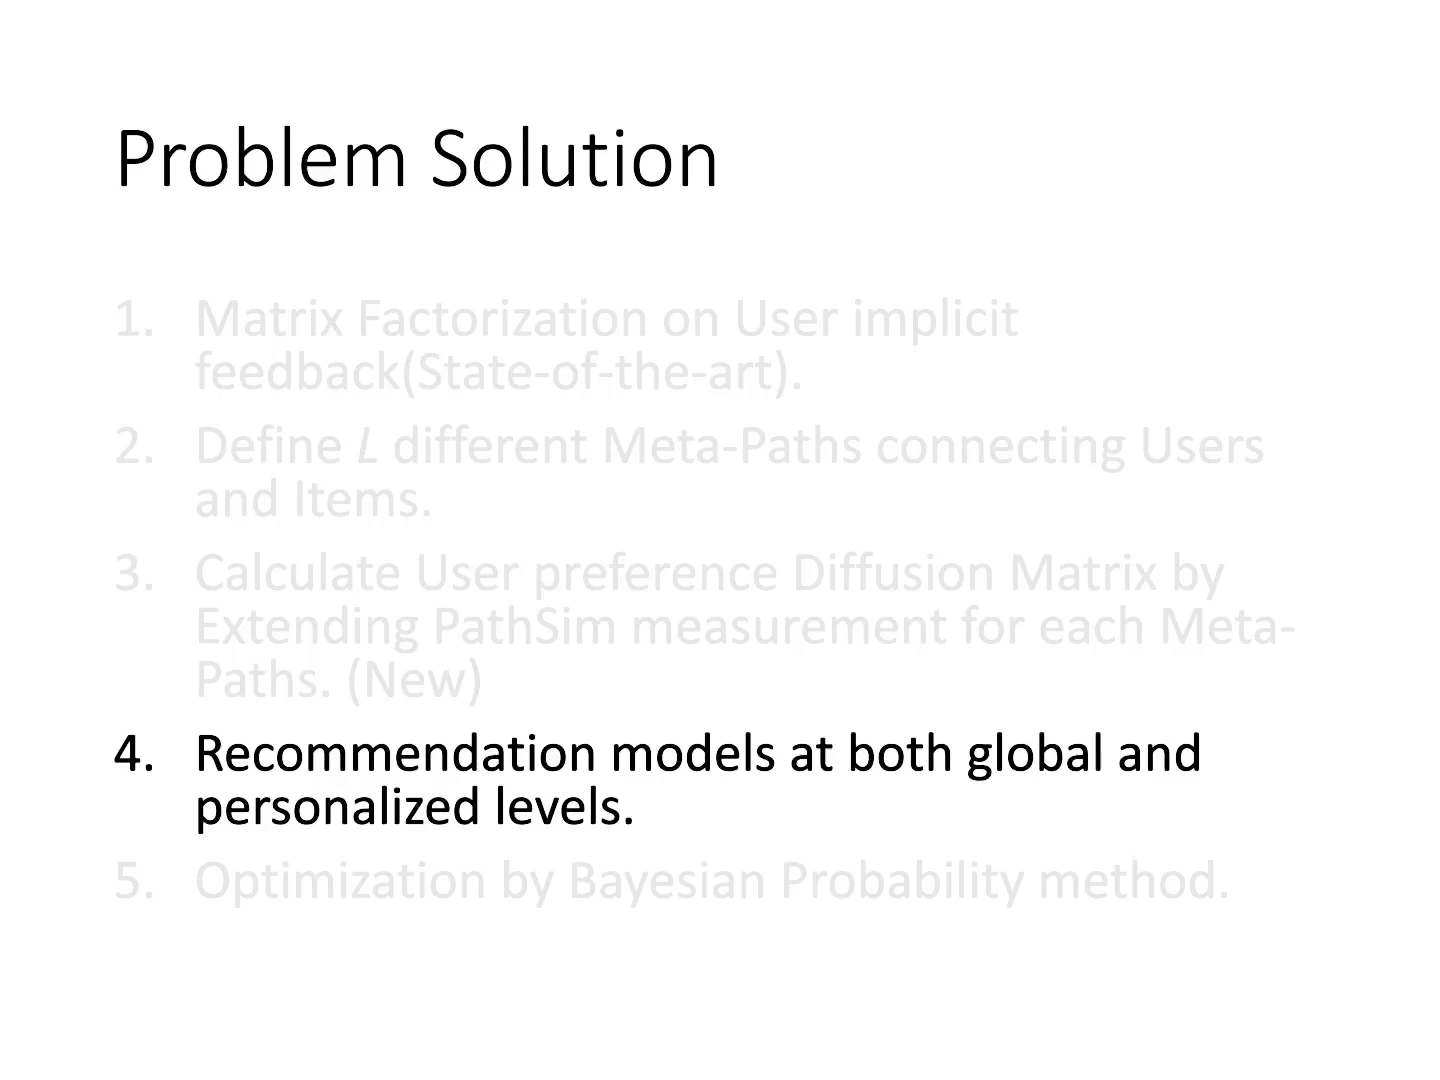 Problem Solution
1. Matrix Factorization on User implicit
feedback(State-of-the-art).
2. Define L different Meta-Paths connecting Users
and Items.
3. Calculate User preference Diffusion Matrix by
Extending PathSim measurement for each Meta-
Paths. (New)
4. Recommendation models at both global and
personalized levels.
5. Optimization by Bayesian Probability method.